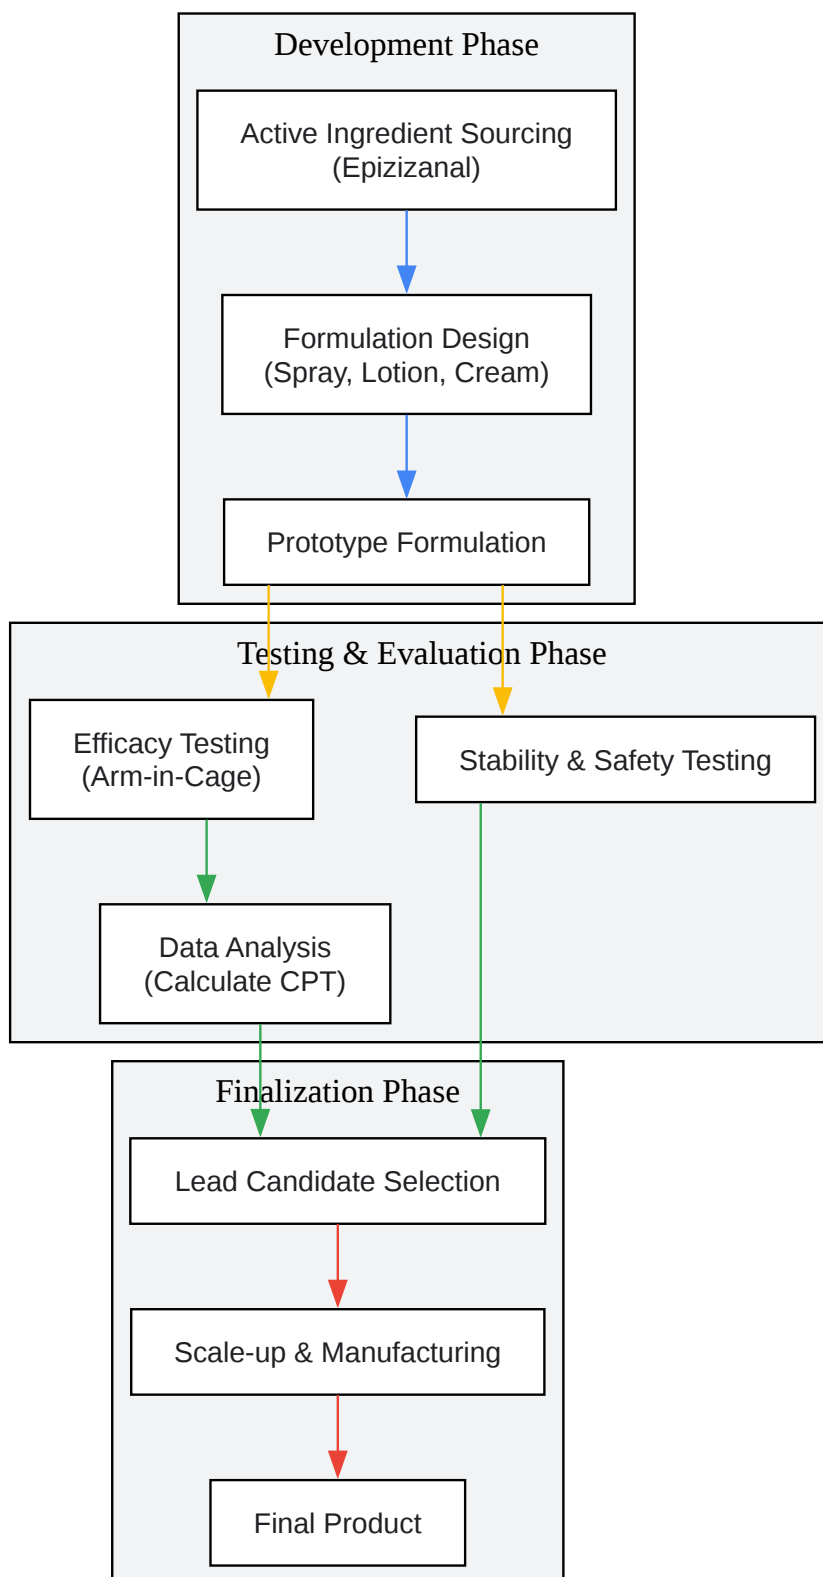 Development Phase
Active Ingredient Sourcing
(Epizizanal)
Formulation Design
(Spray, Lotion, Cream)
Prototype Formulation
Testing & Evaluation Phase
Efficacy Testing
(Arm-in-Cage)
Stability & Safety Testing
Data Analysis
(Calculate CPT)
Finalization Phase
Lead Candidate Selection
Scale-up & Manufacturing
Final Product